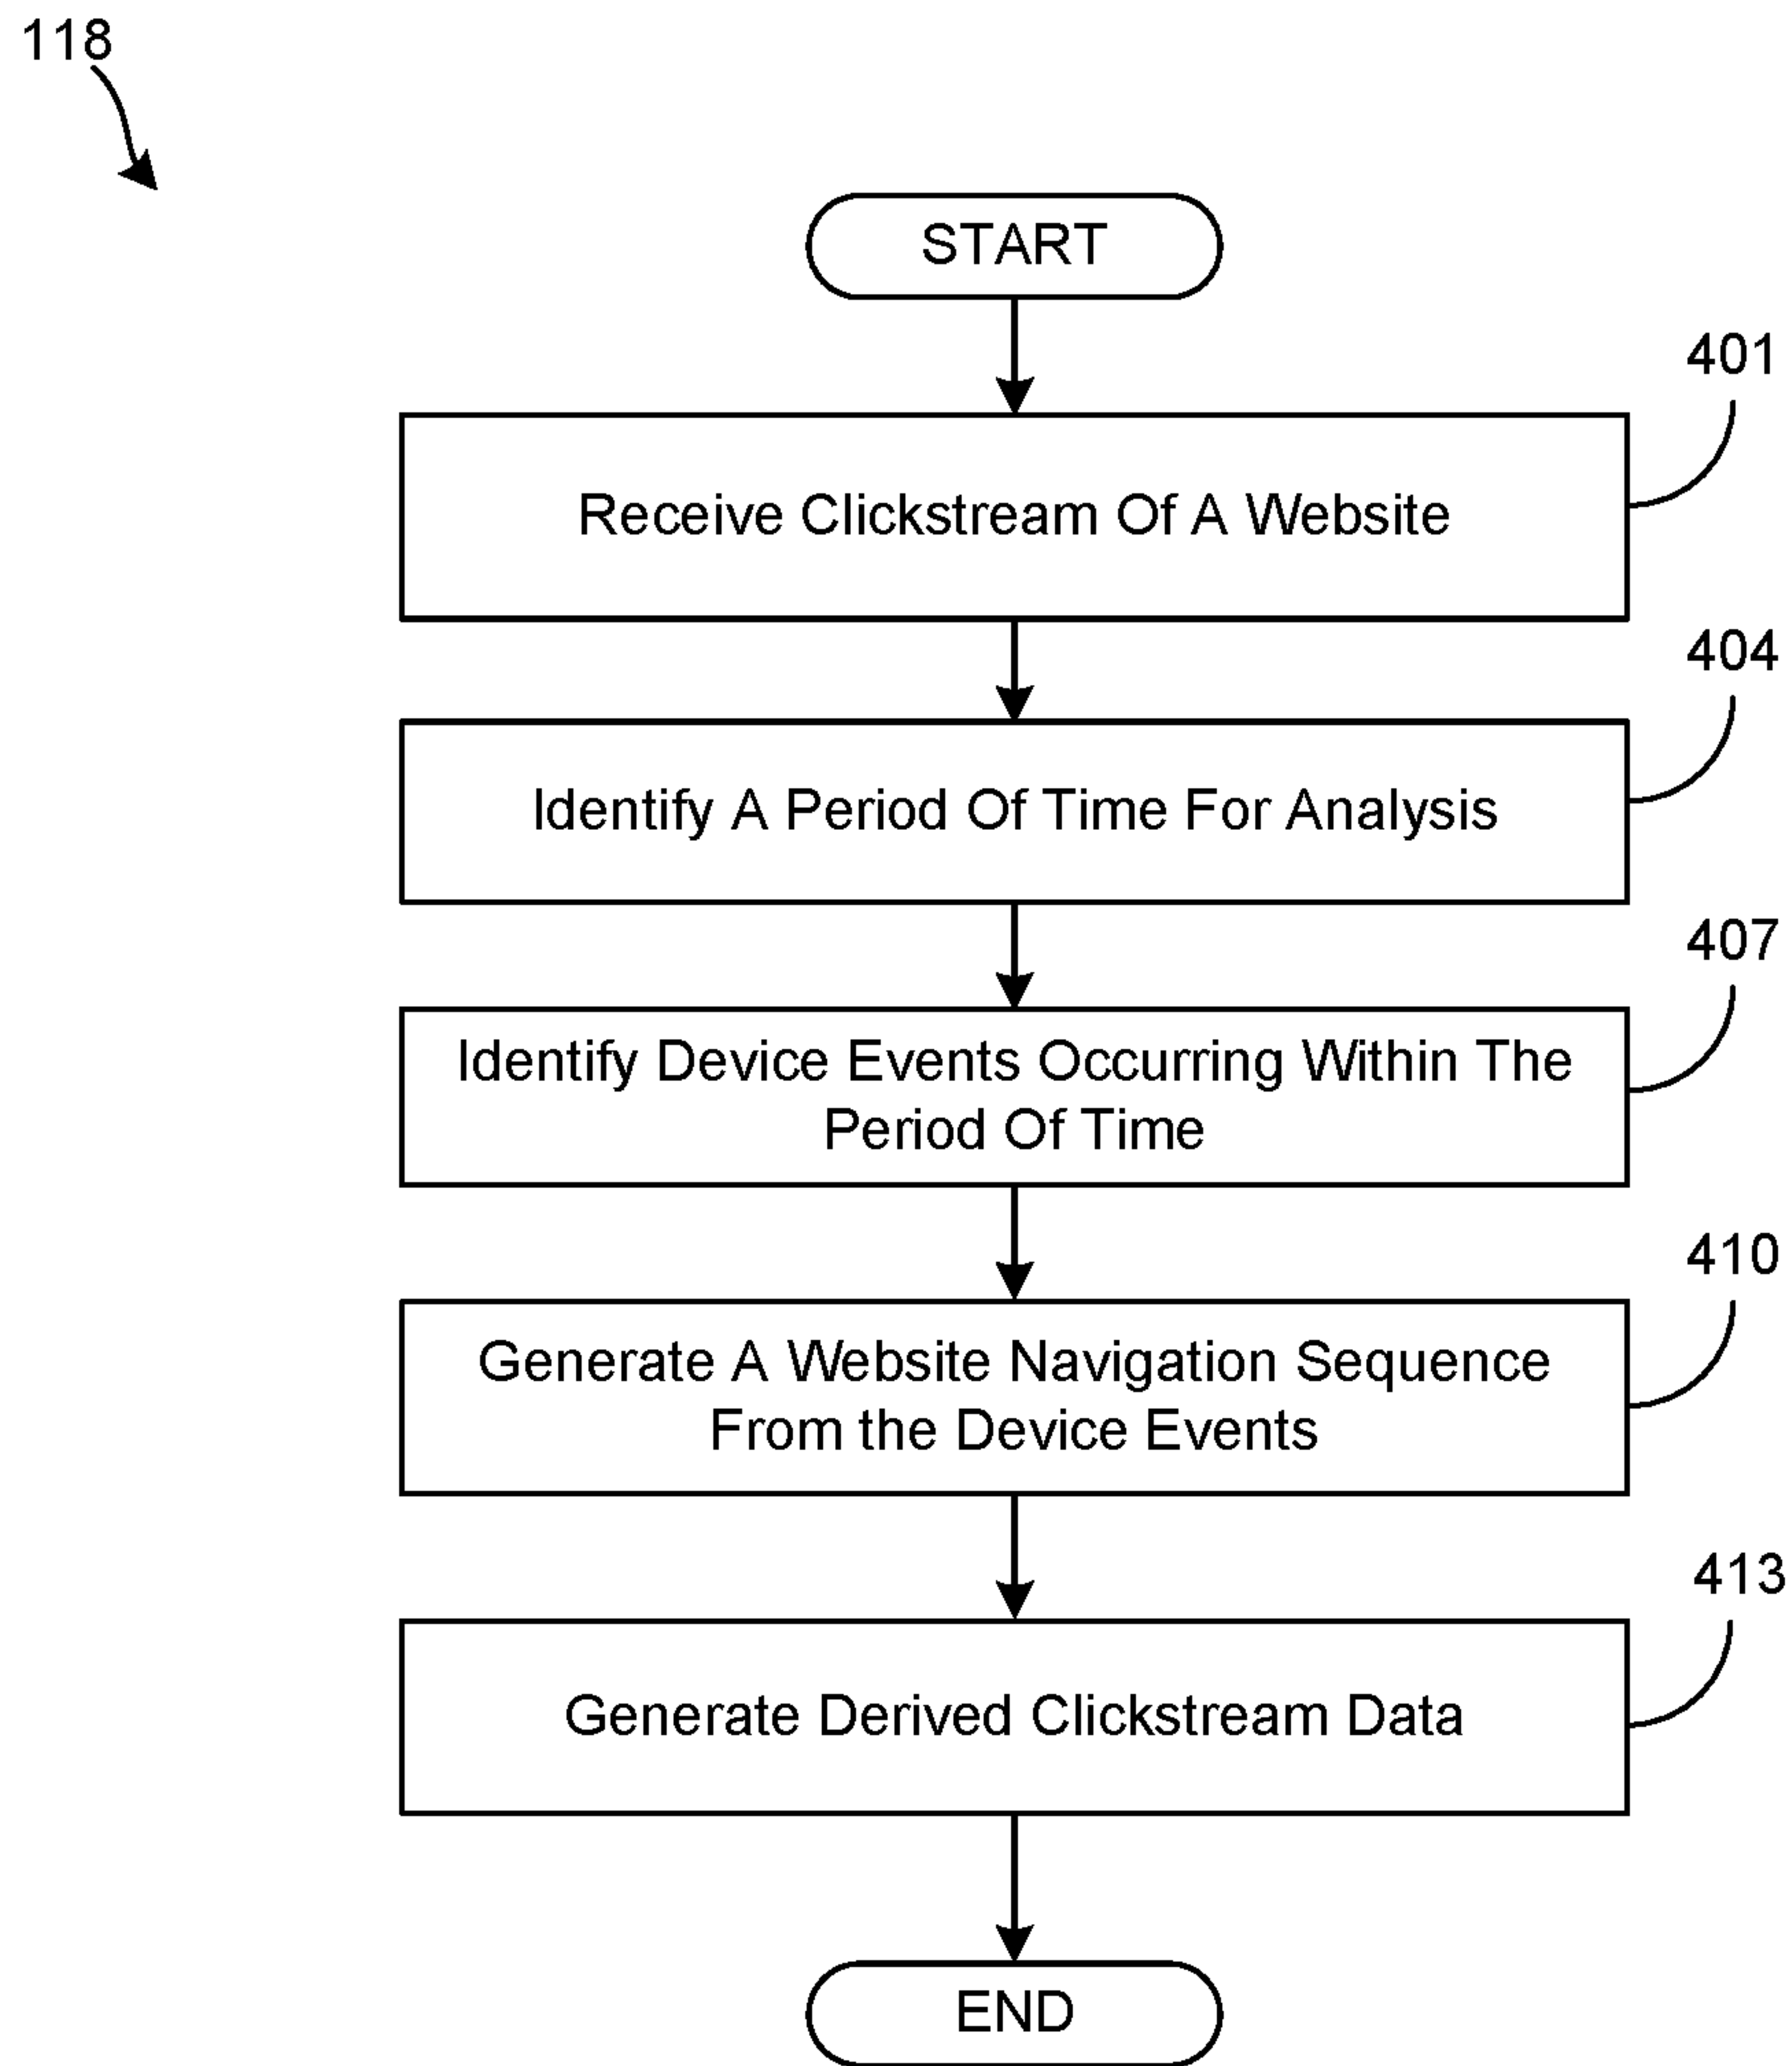 118
START
401
Receive Clickstream Of A Website
404
Identify A Period Of Time For Analysis
407
Identify Device Events Occurring Within The
Period Of Time
410
Generate A Website Navigation Sequence
From the Device Events
413
Generate Derived Clickstream Data
END